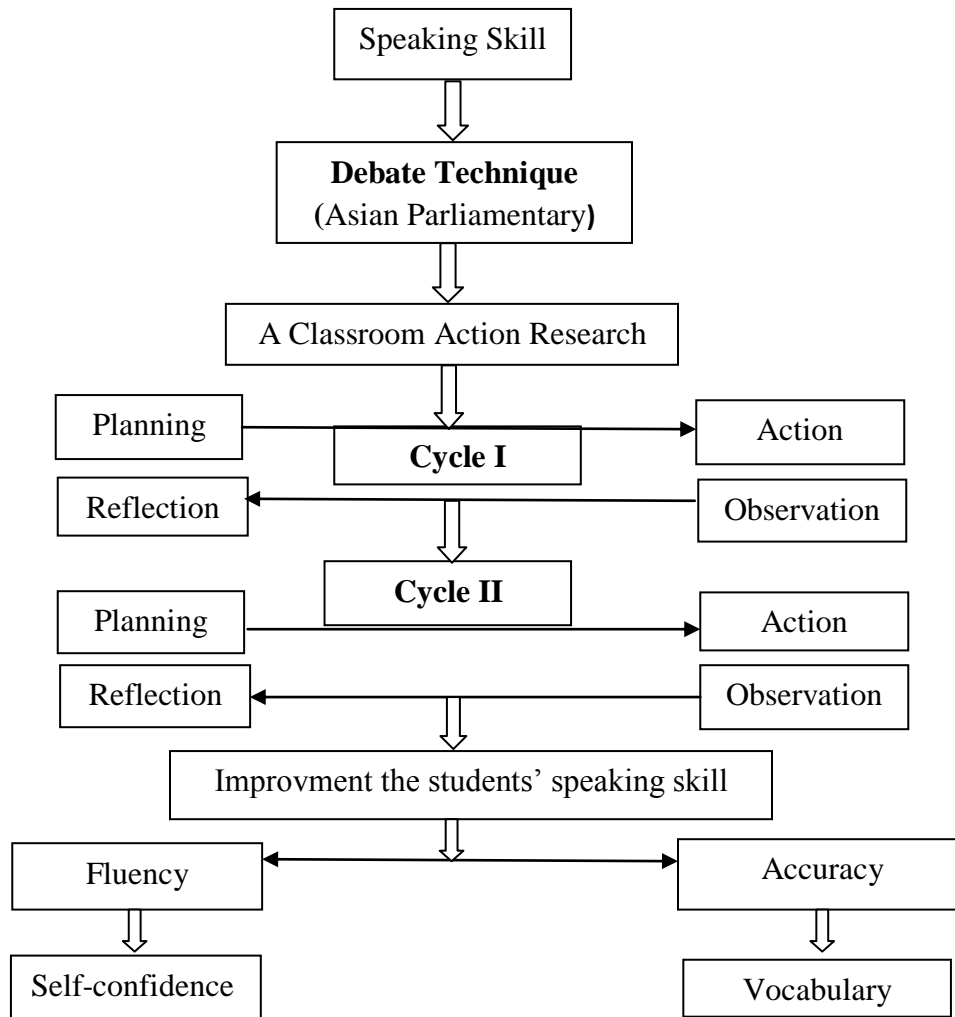 Speaking Skill
Debate Technique
(Asian Parliamentary)
A Classroom Action Research
Planning
Action
Cycle I
Reflection
Observation
Cycle II
Planning
Action
Reflection
Observation
Improvment the students’ speaking skill
Fluency
Accuracy
Self-confidence
Vocabulary